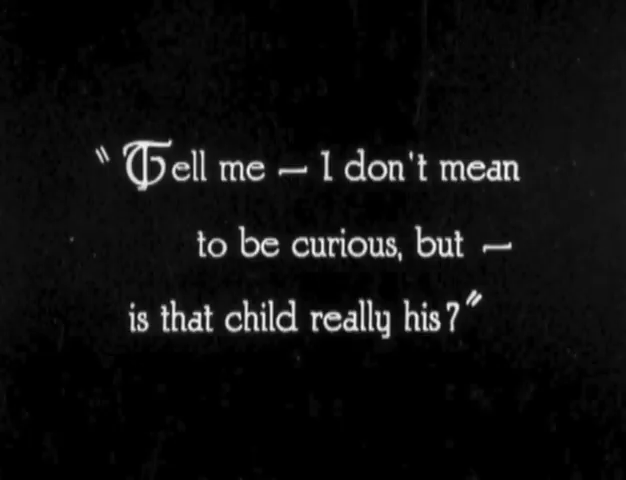 "Tell me — I don't mean
to be curious, but —
is that child really his?"